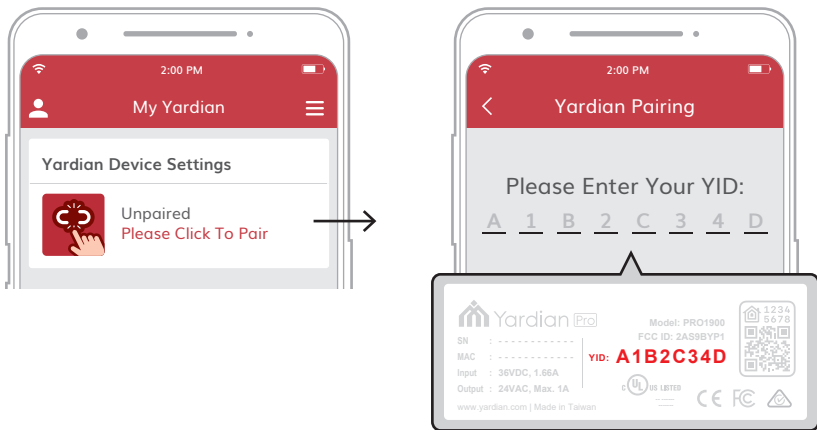 2:00 PM
My Yardian
Yardian Device Settings
Unpaired
Please Click To Pair
2:00 PM
Yardian Pairing
Please Enter Your YID:
A 1 B 2 C 3 4 D
Yardian Pro
Model: PRO1900
FCC ID: 2AS9BYP1
1234
5678
SN : - - - - - - - - - - -
MAC : - - - - - - - - - - -
YID: A1B2C34D
Input : 36VDC, 1.66A
Output : 24VAC, Max. 1A
C UL US LISTED
www.yardian.com | Made in Taiwan
CE FC